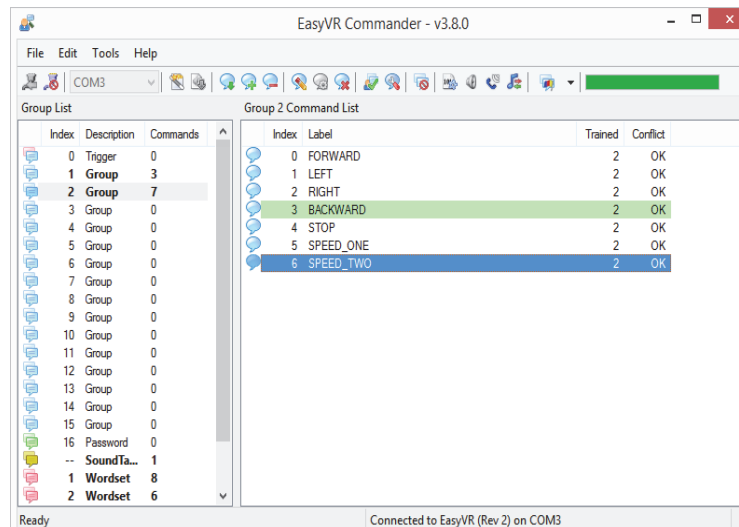 EasyVR Commander - v3.8.0
File Edit Tools Help
COM3
Group List
Index Description Commands
0 Trigger 0
1 Group 3
2 Group 7
3 Group 0
4 Group 0
5 Group 0
6 Group 0
7 Group 0
8 Group 0
9 Group 0
10 Group 0
11 Group 0
12 Group 0
13 Group 0
14 Group 0
15 Group 0
16 Password 0
-- SoundTa... 1
1 Wordset 8
2 Wordset 6
Group 2 Command List
Index Label Trained Conflict
0 FORWARD 2 OK
1 LEFT 2 OK
2 RIGHT 2 OK
3 BACKWARD 2 OK
4 STOP 2 OK
5 SPEED_ONE 2 OK
6 SPEED_TWO 2 OK
Ready Connected to EasyVR (Rev 2) on COM3